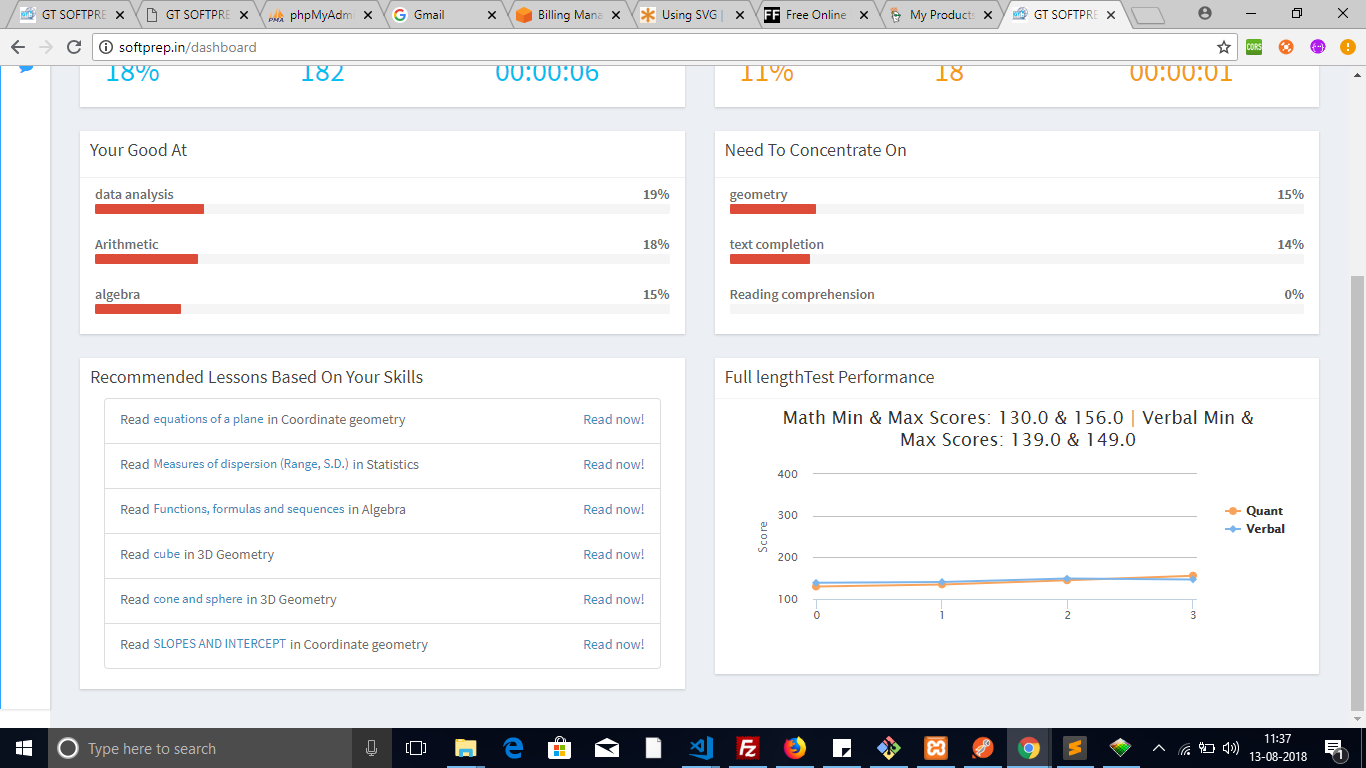 GT SOFTPRE
GT SOFTPRE
phpMyAdmi
Gmail
Billing Mana
Using SVG |
Free Online
My Products
GT SOFTPRE
softprep.in/dashboard
CORS
18% 182 00:00:06
11% 18 00:00:01
Your Good At
data analysis 19%
Arithmetic 18%
algebra 15%
Need To Concentrate On
geometry 15%
text completion 14%
Reading comprehension 0%
Recommended Lessons Based On Your Skills
Read equations of a plane in Coordinate geometry Read now!
Read Measures of dispersion (Range, S.D.) in Statistics Read now!
Read Functions, formulas and sequences in Algebra Read now!
Read cube in 3D Geometry Read now!
Read cone and sphere in 3D Geometry Read now!
Read SLOPES AND INTERCEPT in Coordinate geometry Read now!
Full lengthTest Performance
Math Min & Max Scores: 130.0 & 156.0 | Verbal Min &
Max Scores: 139.0 & 149.0
Score
400
300
200
100
0 1 2 3
Quant
Verbal
Type here to search
11:37
13-08-2018
1